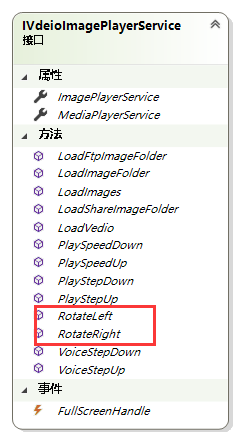 IVdeioImagePlayerService
接口
属性
ImagePlayerService
MediaPlayerService
方法
LoadFtpImageFolder
LoadImageFolder
LoadImages
LoadShareImageFolder
LoadVedio
PlaySpeedDown
PlaySpeedUp
PlayStepDown
PlayStepUp
RotateLeft
RotateRight
VoiceStepDown
VoiceStepUp
事件
FullScreenHandle